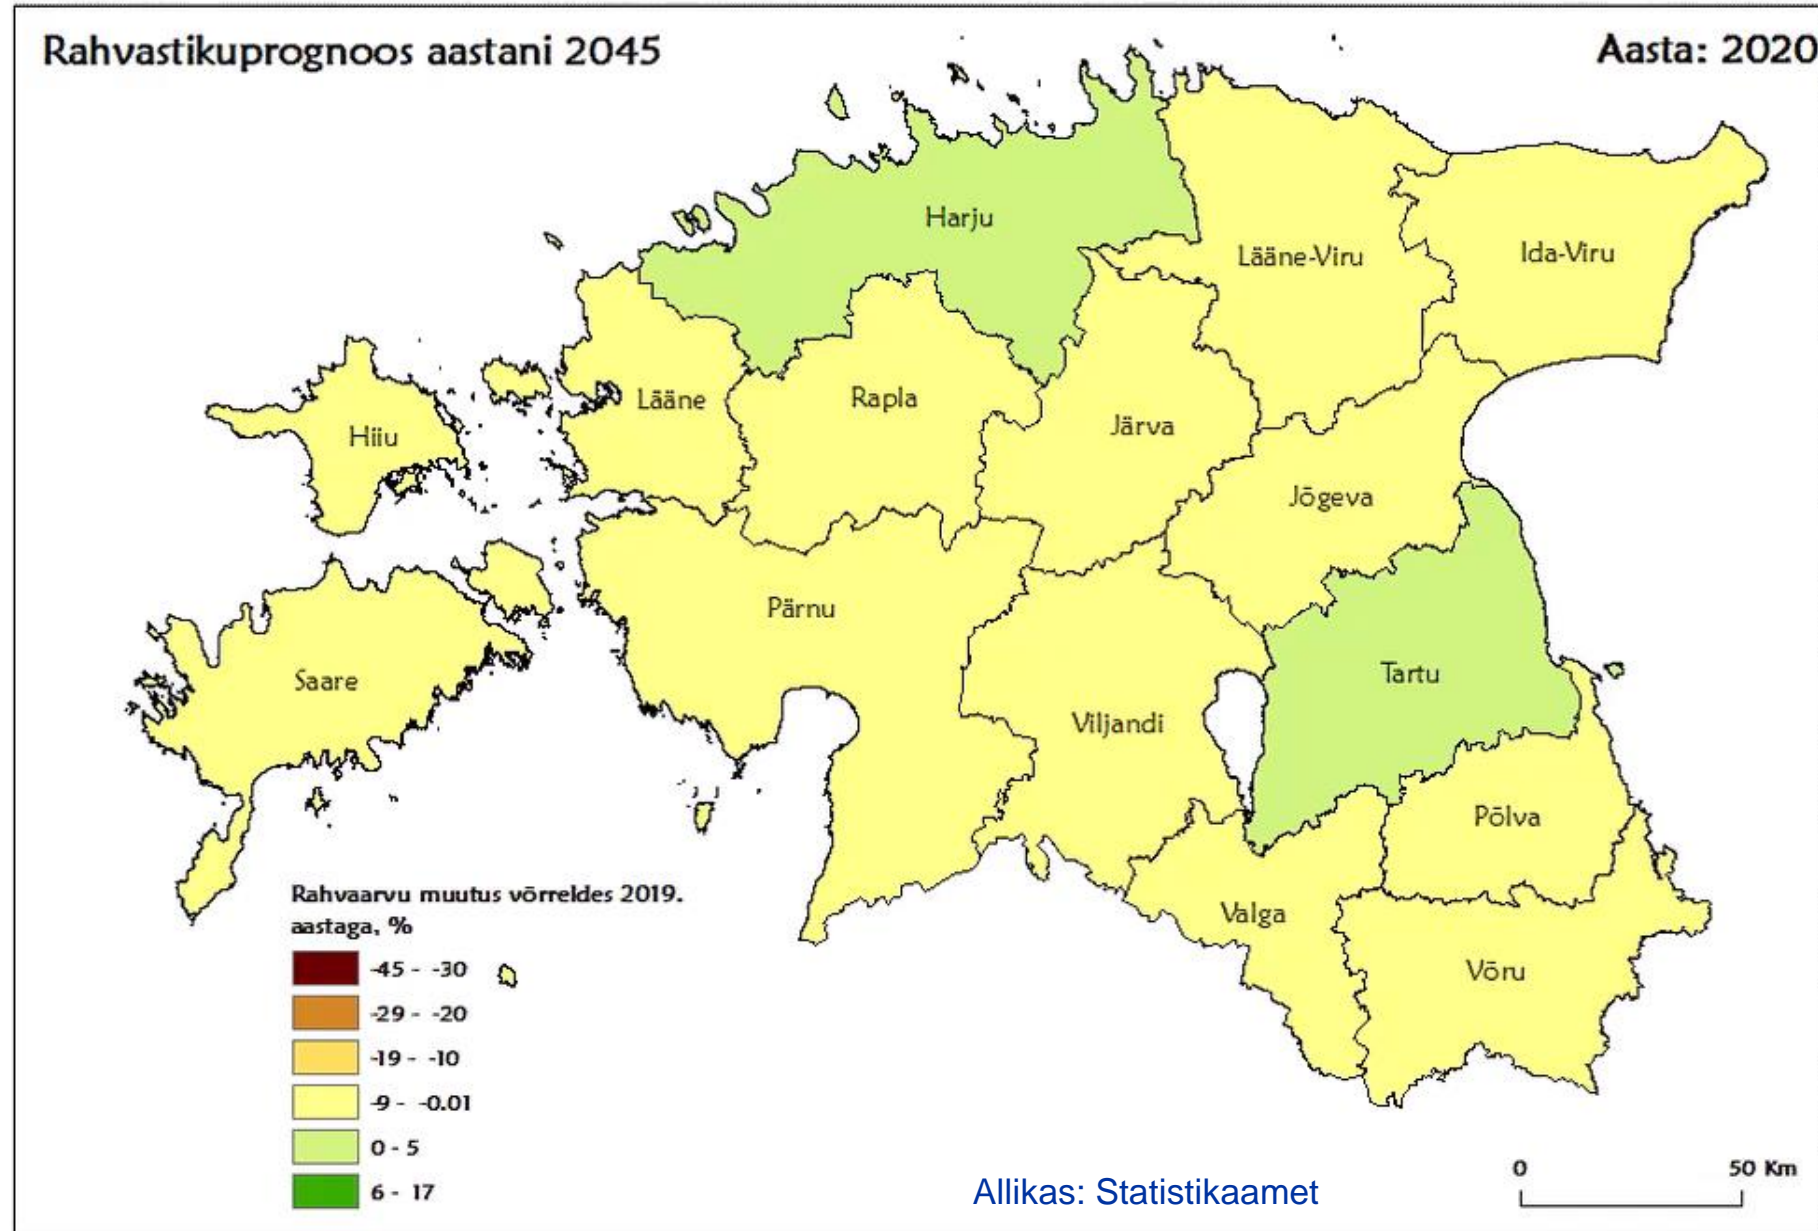 Rahvastikuprognoos aastani 2045
Aasta: 2020
Harju
Lääne-Viru
Ida-Viru
Lääne
Rapla
Järva
Hiiu
Jõgeva
Pärnu
Saare
Tartu
Viljandi
Põlva
Valga
Võru
Rahvaarvu muutus võrreldes 2019.
aastaga, %
-45 - -30
-29 - -20
-19 - -10
-9 - -0.01
0 - 5
6 - 17
Allikas: Statistikaamet
0 50 Km